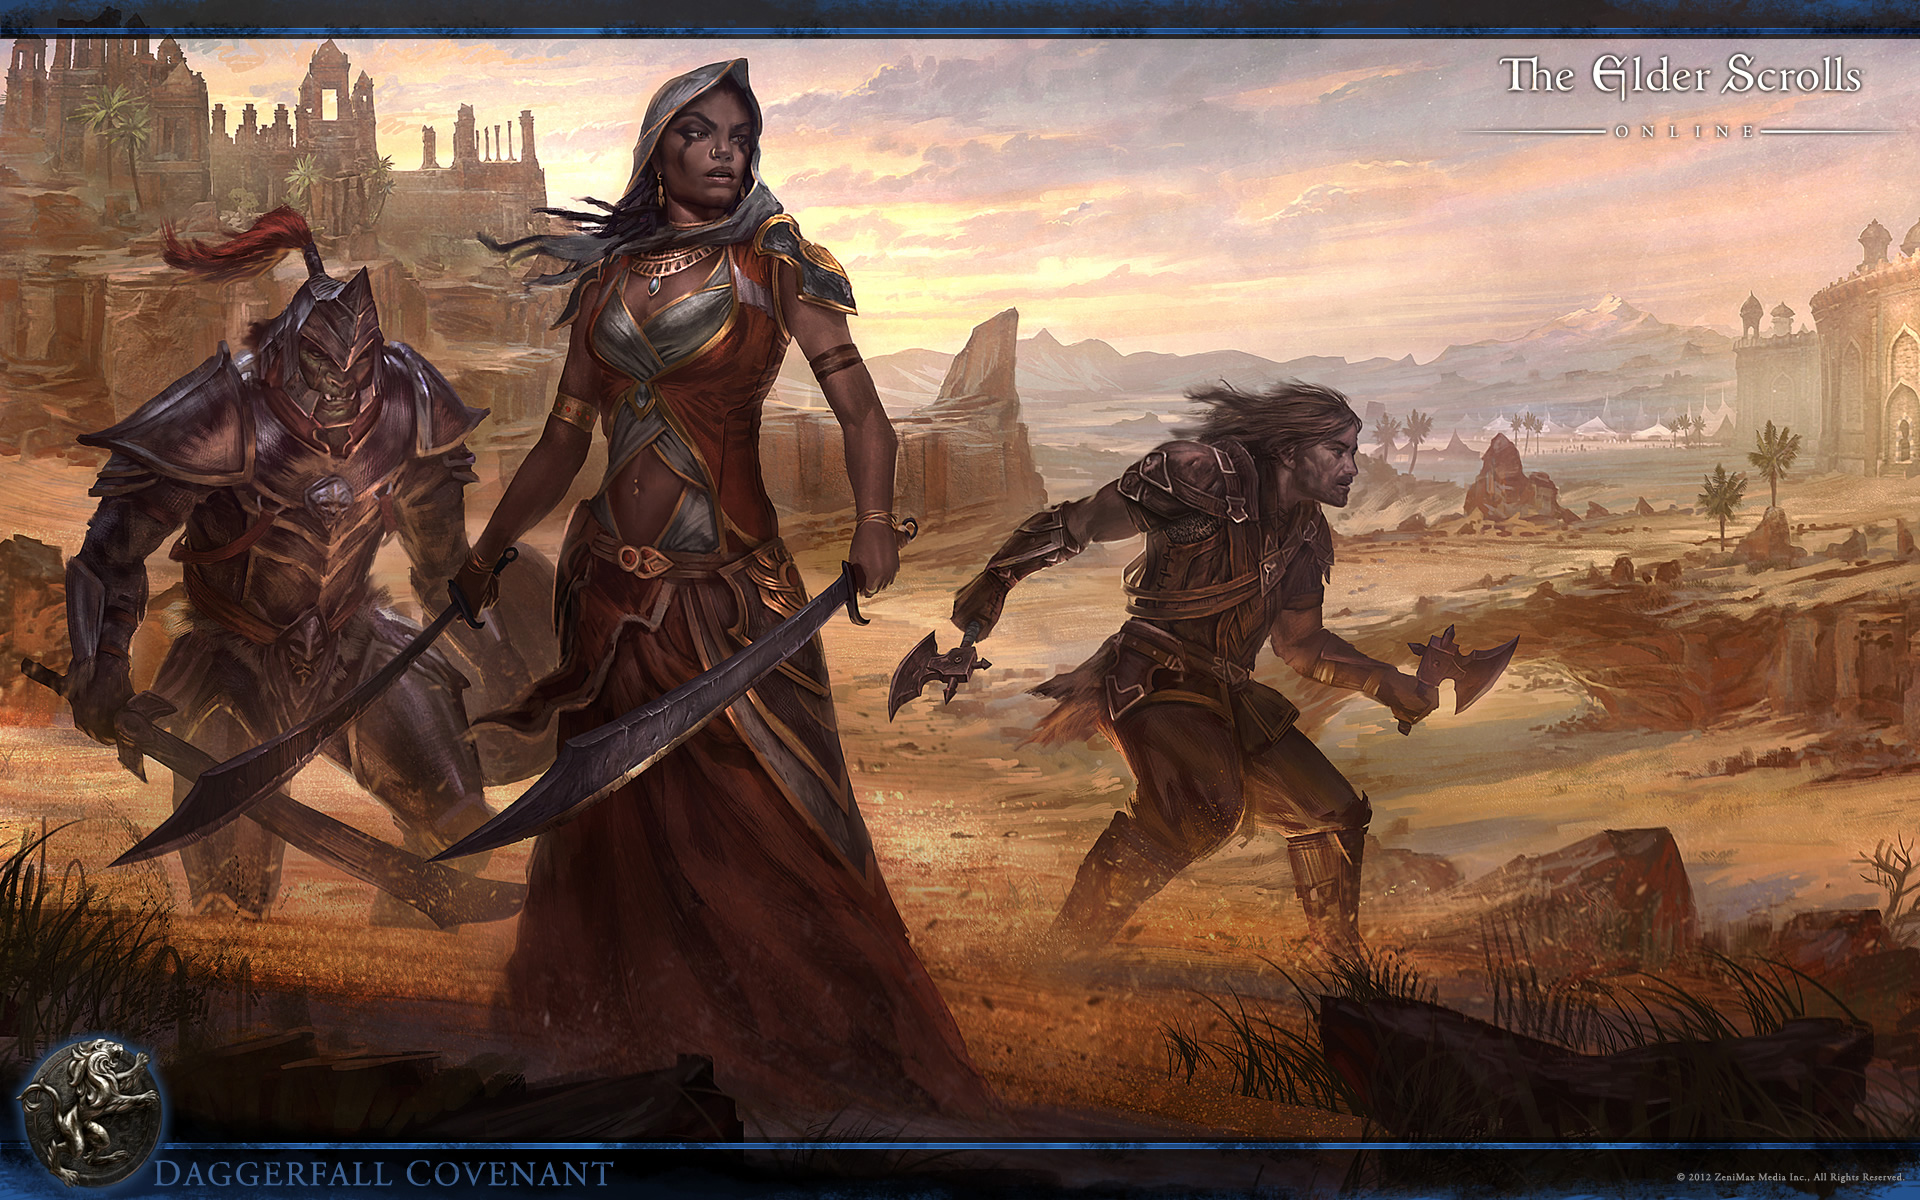 The Elder Scrolls
ONLINE
DAGGERFALL COVENANT
© 2012 ZeniMax Media Inc., All Rights Reserved.